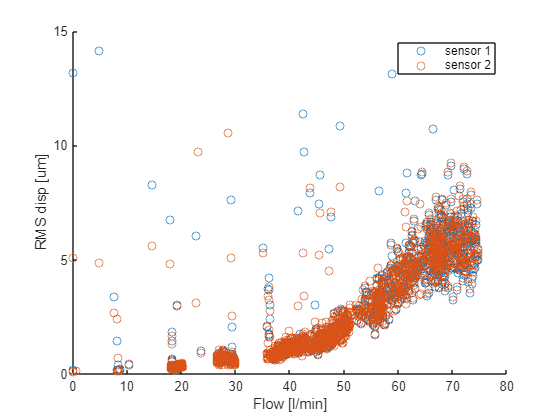 15
sensor 1
sensor 2
10
RMS disp [um]
5
0
0 10 20 30 40 50 60 70 80
Flow [l/min]